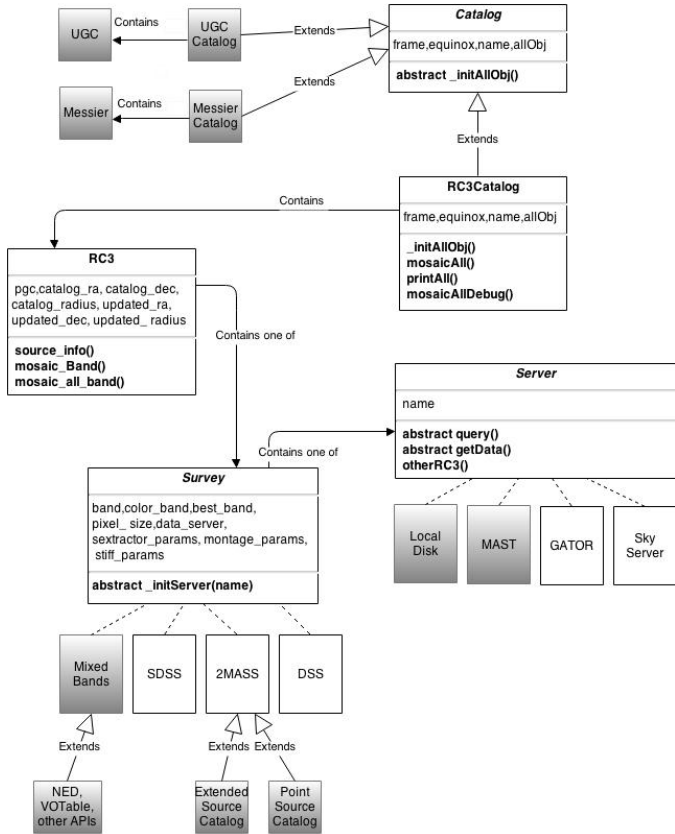 Catalog
frame,equinox,name,allObj
abstract _initAllObj()
UGC
Contains
UGC
Catalog
Extends
Messier
Contains
Messier
Catalog
Extends
Extends
RC3Catalog
frame,equinox,name,allObj
_initAllObj()
mosaicAll()
printAll()
mosaicAllDebug()
Contains
RC3
pgc,catalog_ra, catalog_dec,
catalog_radius, updated_ra,
updated_dec, updated_ radius
source_info()
mosaic_Band()
mosaic_all_band()
Contains one of
Server
name
abstract query()
abstract getData()
otherRC3()
Contains one of
Survey
band,color_band,best_band,
pixel_ size,data_server,
sextractor_params, montage_params,
stiff_params
abstract _initServer(name)
Local
Disk
MAST
GATOR
Sky
Server
Mixed
Bands
SDSS
2MASS
DSS
Extends
Extends
Extends
NED,
VOTable,
other APIs
Extended
Source
Catalog
Point
Source
Catalog